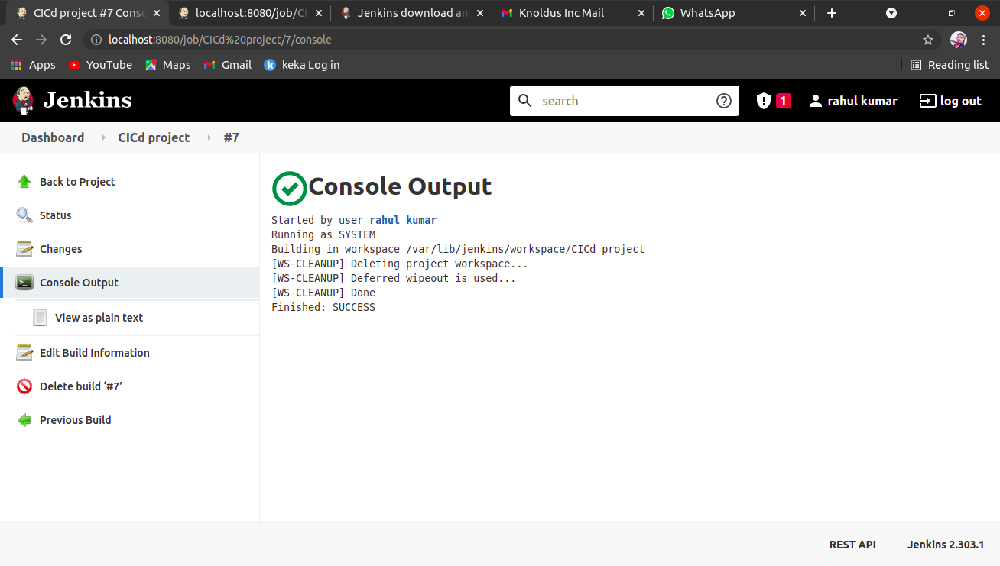 CICd project #7 Conso
localhost:8080/job/CI
Jenkins download an
Knoldus Inc Mail
WhatsApp
localhost:8080/job/CICd%20project/7/console
Apps
YouTube
Maps
Gmail
keka Log in
Reading list
Jenkins
search
1
rahul kumar
log out
Dashboard
CICd project
#7
Back to Project
Status
Changes
Console Output
View as plain text
Edit Build Information
Delete build ‘#7’
Previous Build
Console Output
Started by user rahul kumar
Running as SYSTEM
Building in workspace /var/lib/jenkins/workspace/CICd project
[WS-CLEANUP] Deleting project workspace...
[WS-CLEANUP] Deferred wipeout is used...
[WS-CLEANUP] Done
Finished: SUCCESS
REST API
Jenkins 2.303.1